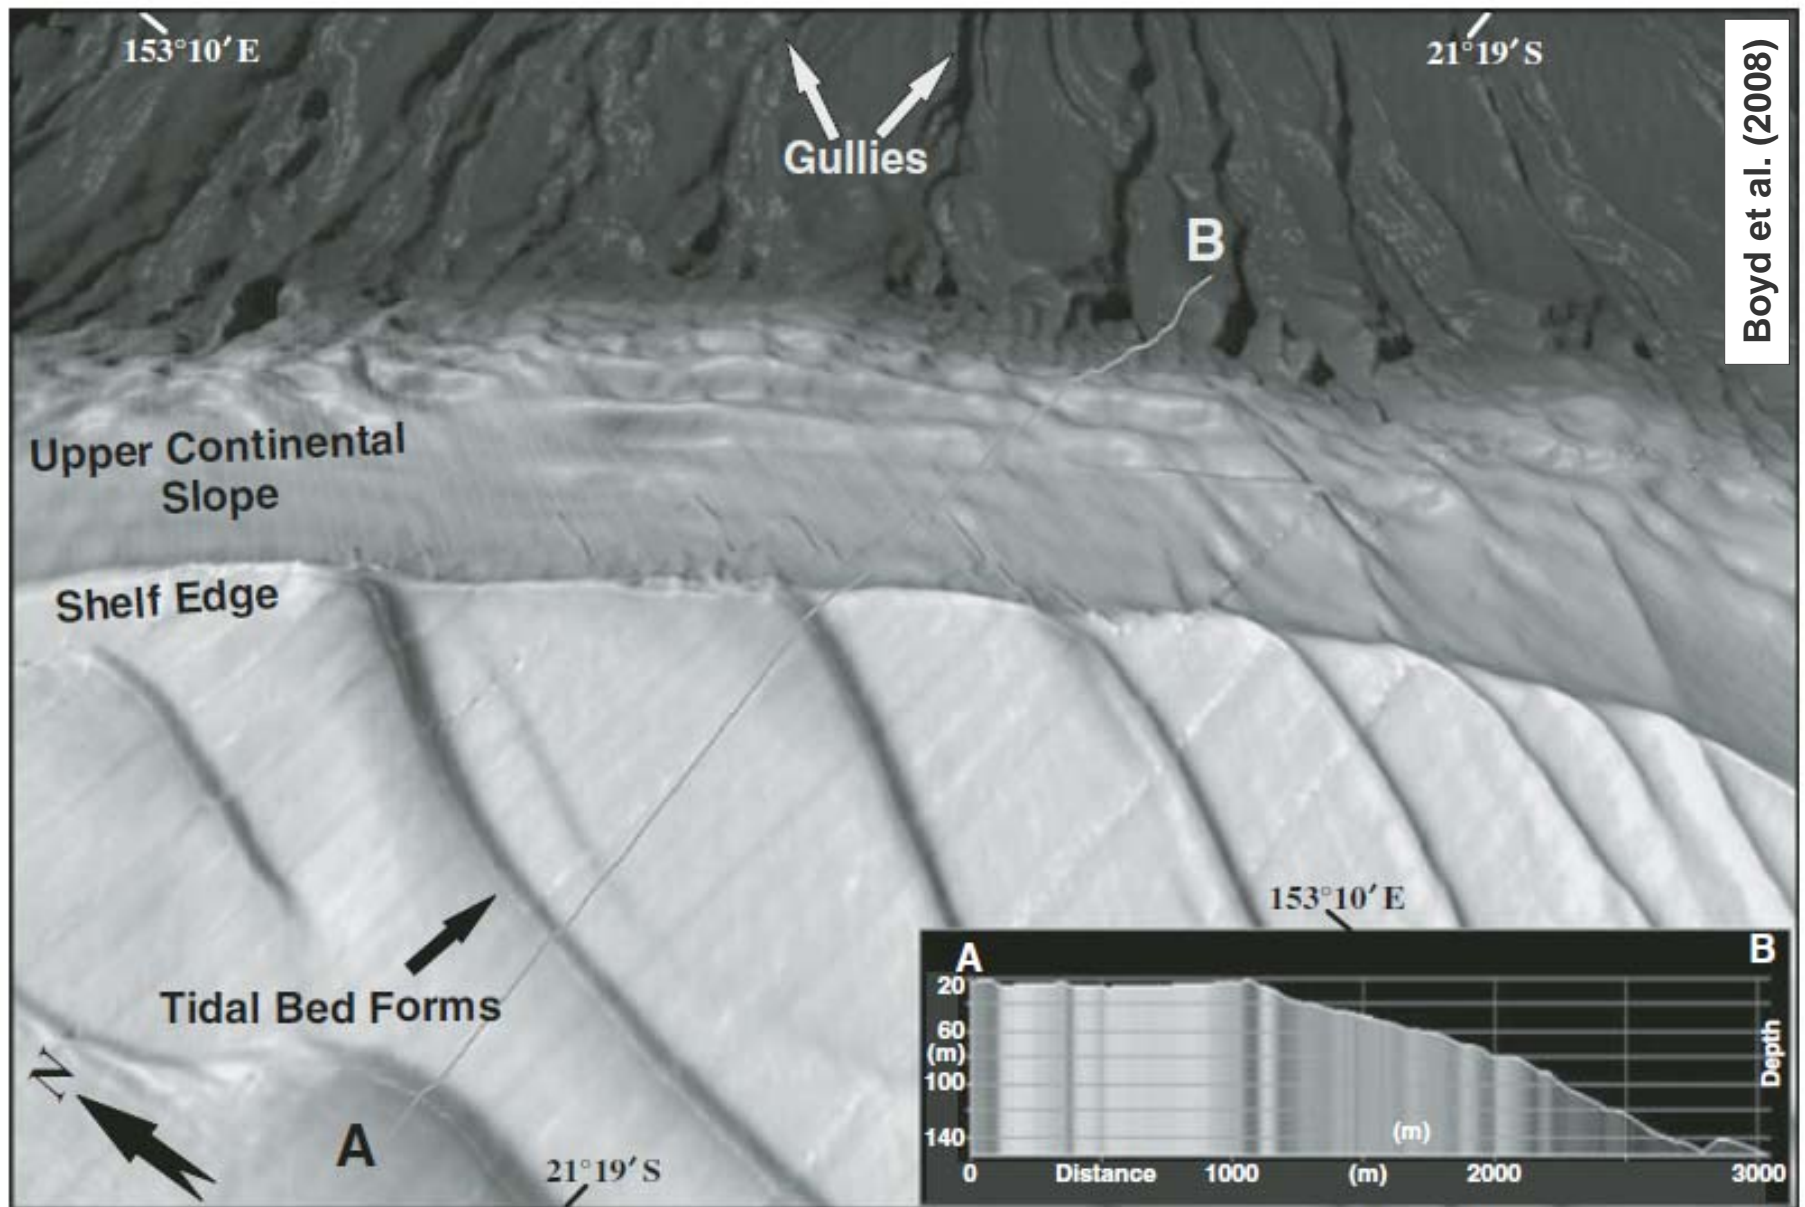 153°10′ E
21°19′ S
Boyd et al. (2008)
Gullies
B
Upper Continental
Slope
Shelf Edge
153°10′ E
Tidal Bed Forms
N
A
21°19′ S
A
B
20
60
(m)
100
140
Depth
(m)
0
Distance
1000
(m)
2000
3000